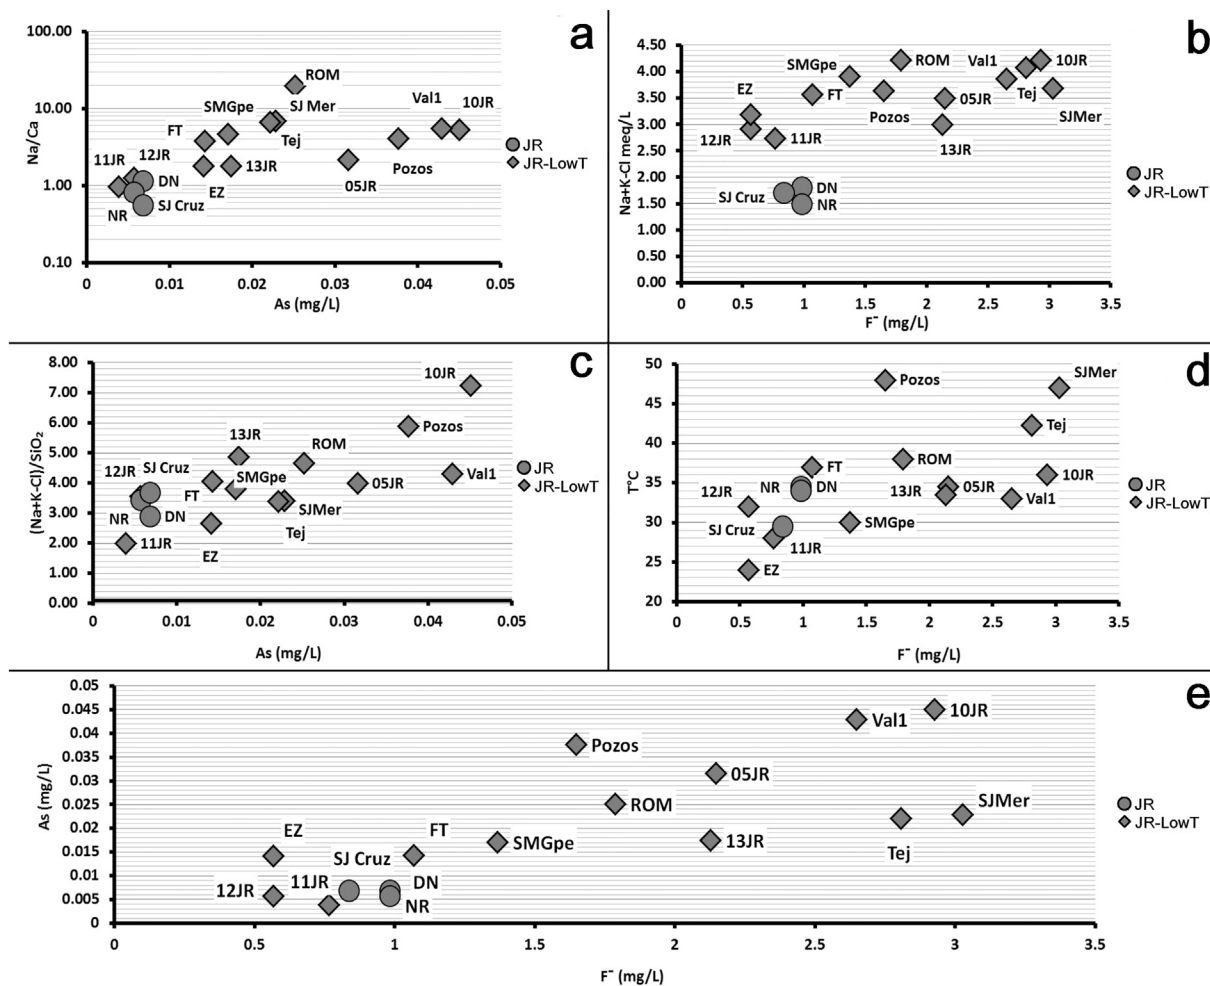 a
100.00
10.00
1.00
0.10
Na/Ca
0
0.01
0.02
0.03
0.04
0.05
As (mg/L)
ROM
SMGpe
SJ Mer
Val1
10JR
FT
Tej
11JR
12JR
13JR
Pozos
DN
EZ
05JR
NR
SJ Cruz
JR
JR-LowT
b
4.50
4.00
3.50
3.00
2.50
2.00
1.50
1.00
0.50
0.00
Na+K-Cl meq/L
0
0.5
1
1.5
2
2.5
3
3.5
F⁻ (mg/L)
SMGpe
ROM
Val1
10JR
EZ
FT
05JR
Tej
Pozos
SJMer
12JR
11JR
13JR
DN
SJ Cruz
NR
JR
JR-LowT
c
8.00
7.00
6.00
5.00
4.00
3.00
2.00
1.00
0.00
(Na+K-Cl)/SiO₂
0
0.01
0.02
0.03
0.04
0.05
As (mg/L)
10JR
13JR
Pozos
ROM
12JR
SJ Cruz
SMGpe
Val1
05JR
FT
SJMer
NR
DN
Tej
11JR
EZ
JR
JR-LowT
d
50
45
40
35
30
25
20
T°C
0
0.5
1
1.5
2
2.5
3
3.5
F⁻ (mg/L)
Pozos
SJMer
Tej
FT
ROM
10JR
NR
DN
13JR
05JR
12JR
Val1
SJ Cruz
SMGpe
11JR
EZ
JR
JR-LowT
e
0.05
0.045
0.04
0.035
0.03
0.025
0.02
0.015
0.01
0.005
0
As (mg/L)
0
0.5
1
1.5
2
2.5
3
3.5
F⁻ (mg/L)
10JR
Val1
Pozos
05JR
ROM
SJMer
EZ
FT
SMGpe
13JR
Tej
SJ Cruz
12JR
11JR
DN
NR
JR
JR-LowT